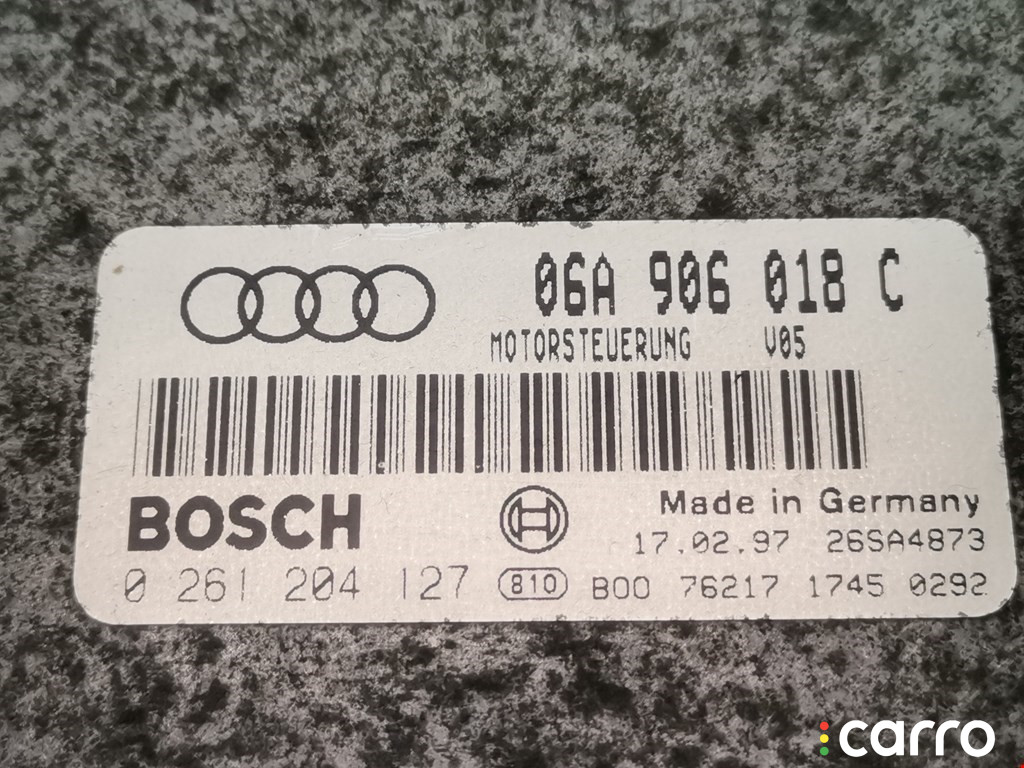 06A 906 018 C
MOTORSTEUERUNG V05
BOSCH
Made in Germany
17.02.97 26SA4873
0 261 204 127 810 B00 76217 1745 0292
carro